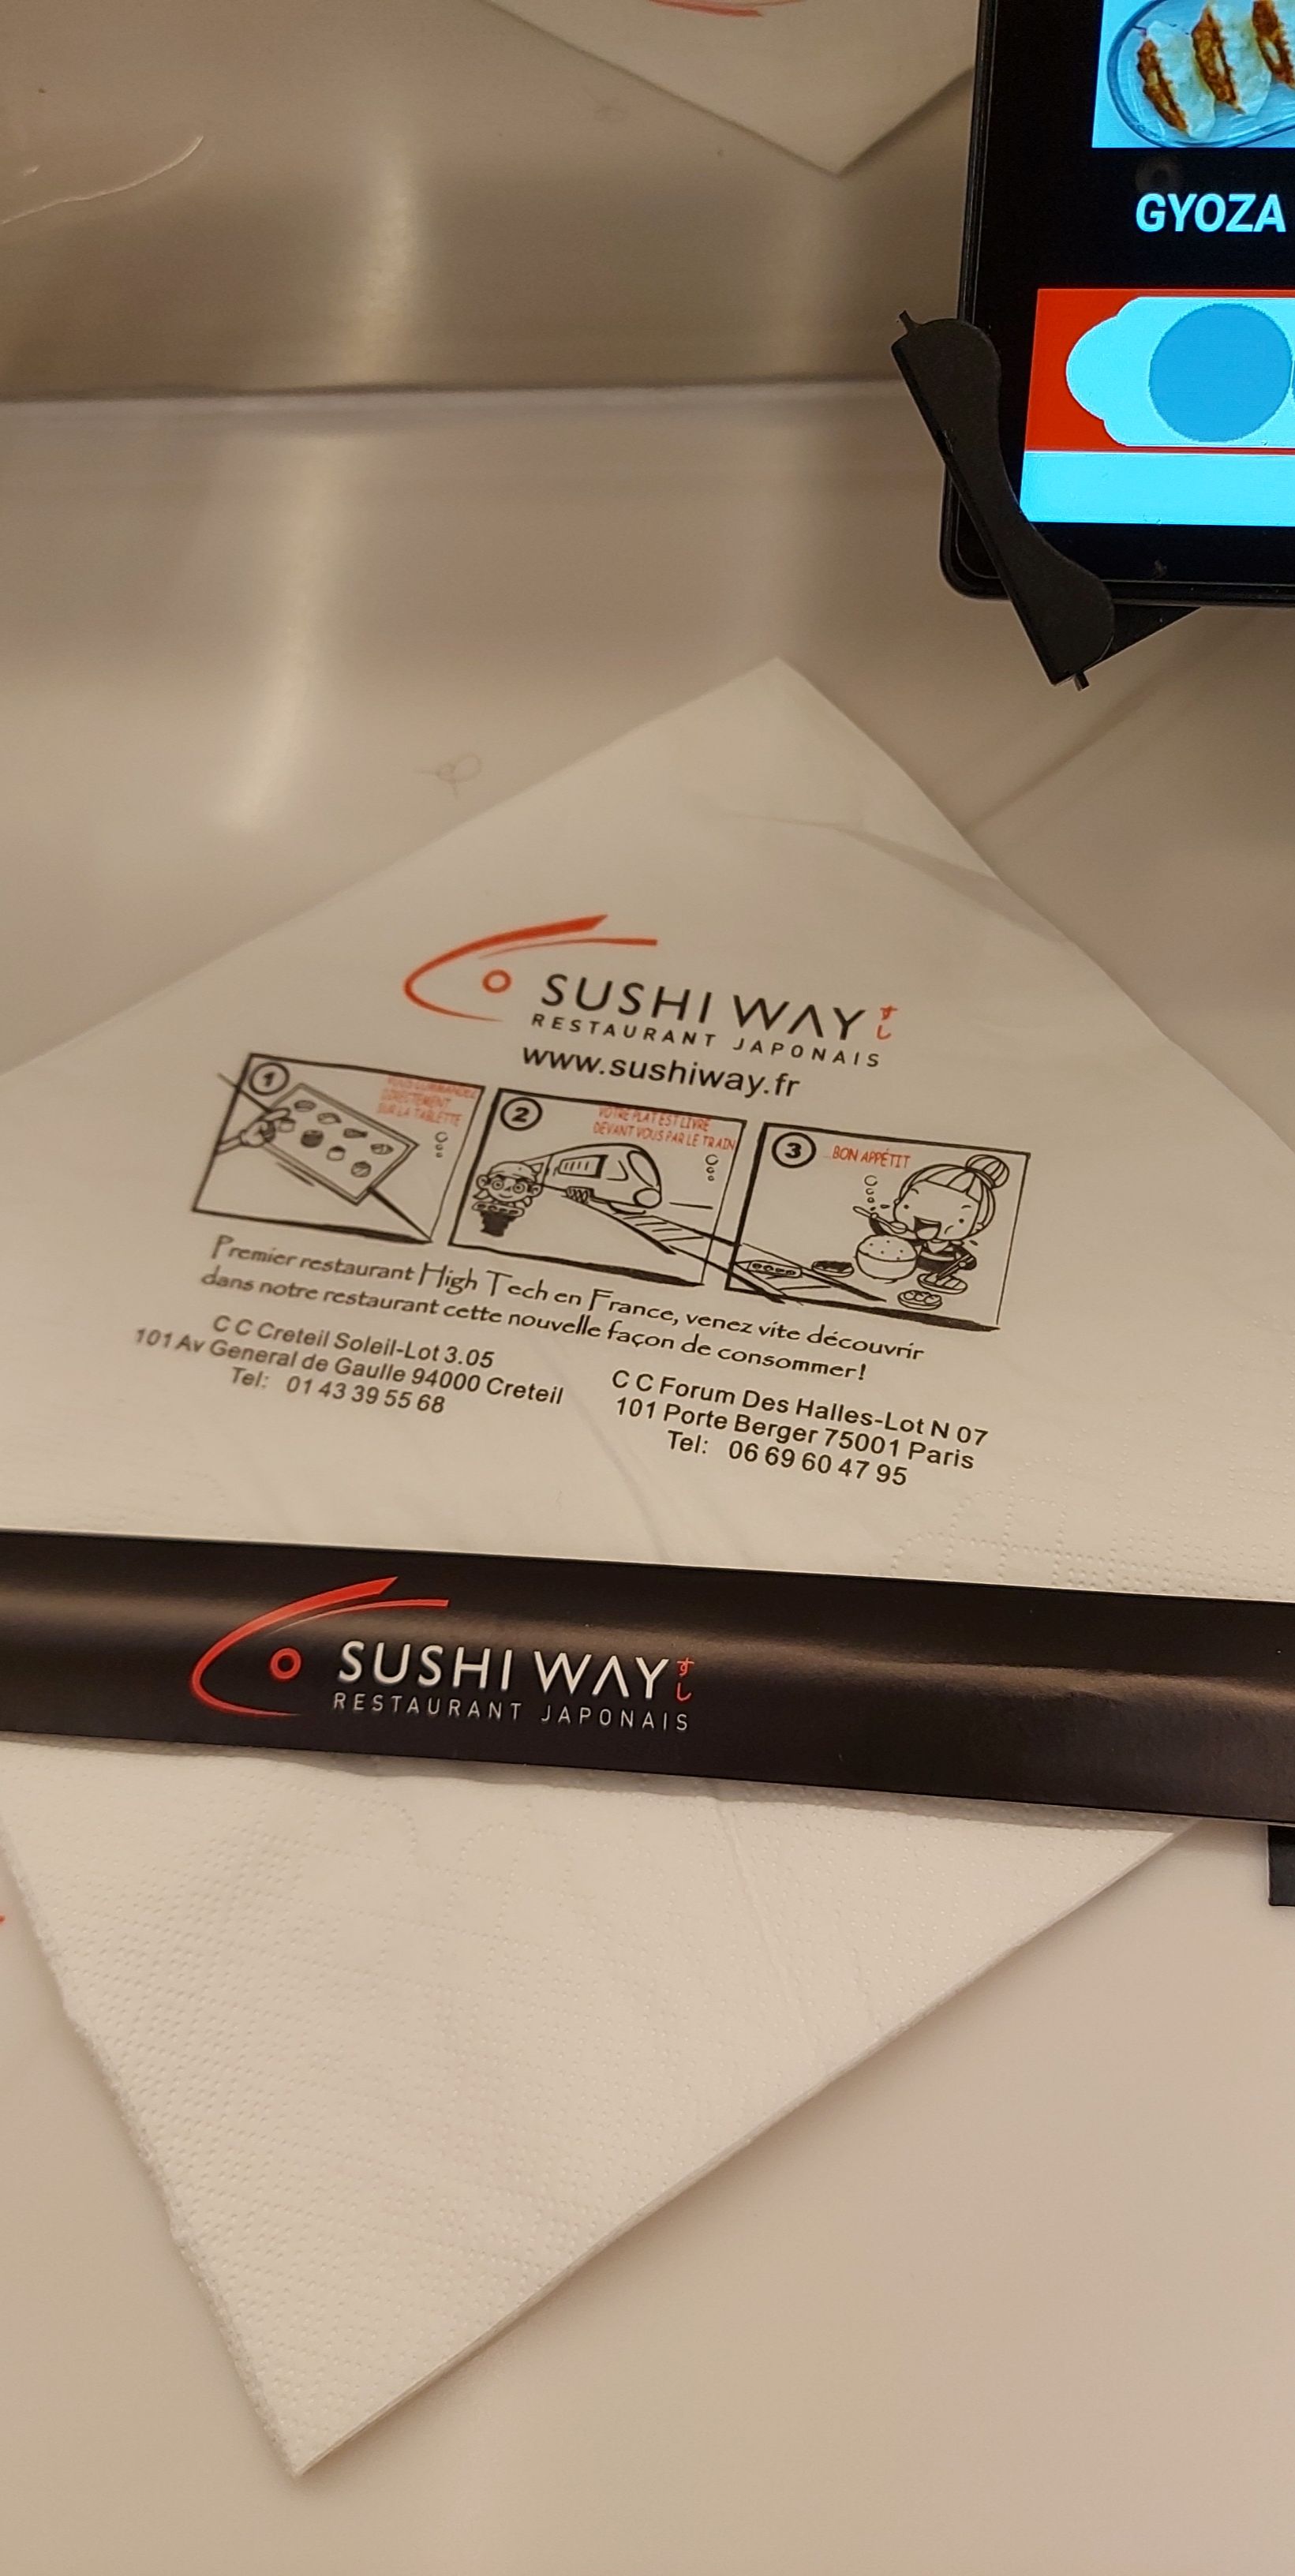 GYOZA
SUSHI WAY すし
RESTAURANT JAPONAIS
www.sushiway.fr
1
VOUS COMMANDEZ
DIRECTEMENT
SUR LA TABLETTE
2
VOTRE PLAT EST LIVRE
DEVANT VOUS PAR LE TRAIN
3
..BON APPÉTIT
Premier restaurant High Tech en France, venez vite découvrir
dans notre restaurant cette nouvelle façon de consommer!
C C Creteil Soleil-Lot 3.05
101 Av General de Gaulle 94000 Creteil
Tel: 01 43 39 55 68
C C Forum Des Halles-Lot N 07
101 Porte Berger 75001 Paris
Tel: 06 69 60 47 95
SUSHI WAY すし
RESTAURANT JAPONAIS